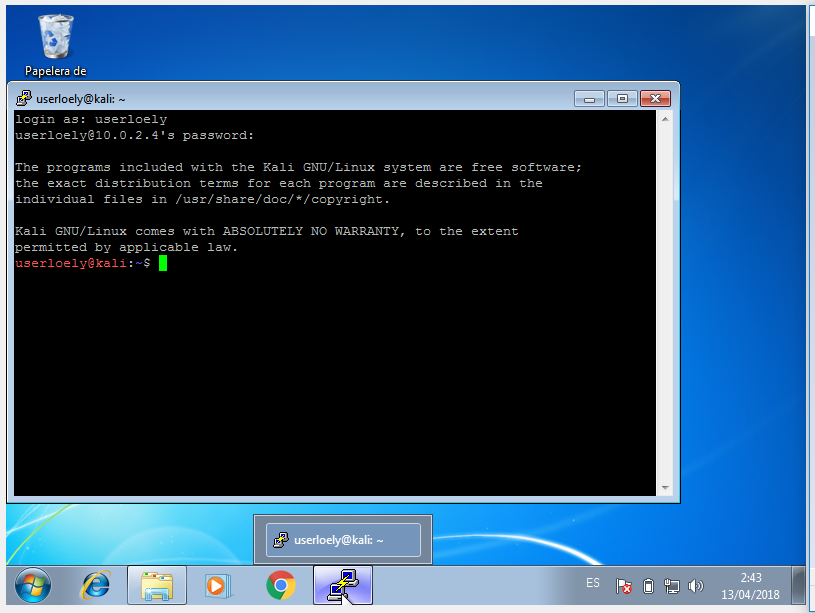 Papelera de
userloely@kali: ~
login as: userloely
userloely@10.0.2.4's password:
The programs included with the Kali GNU/Linux system are free software;
the exact distribution terms for each program are described in the
individual files in /usr/share/doc/*/copyright.
Kali GNU/Linux comes with ABSOLUTELY NO WARRANTY, to the extent
permitted by applicable law.
userloely@kali:~$
userloely@kali: ~
ES
2:43
13/04/2018